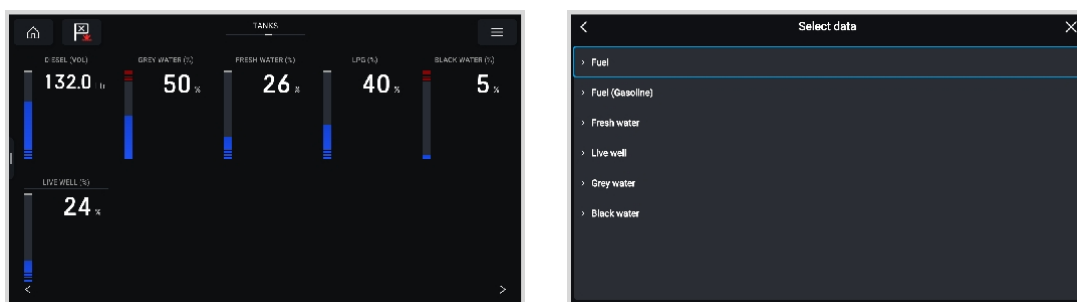 TANKS
DIESEL (VOL)
132.0
GREY WATER (%)
50 %
FRESH WATER (%)
26 %
LPG (%)
40 %
BLACK WATER (%)
5 %
LIVE WELL (%)
24 %
Select data
Fuel
Fuel (Gasoline)
Fresh water
Live well
Grey water
Black water